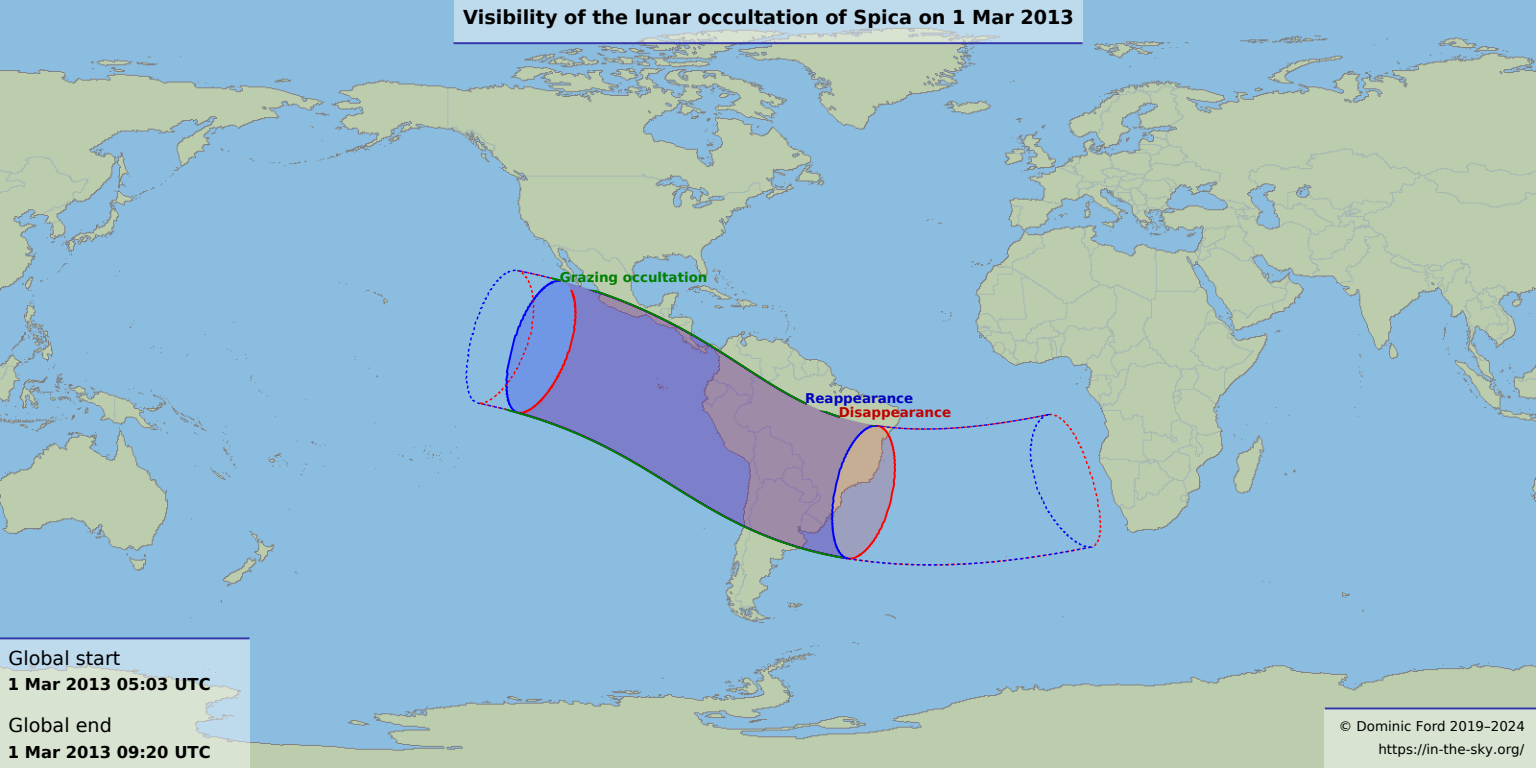 Visibility of the lunar occultation of Spica on 1 Mar 2013
Grazing occultation
Reappearance
Disappearance
Global start
1 Mar 2013 05:03 UTC
Global end
1 Mar 2013 09:20 UTC
© Dominic Ford 2019–2024
https://in-the-sky.org/